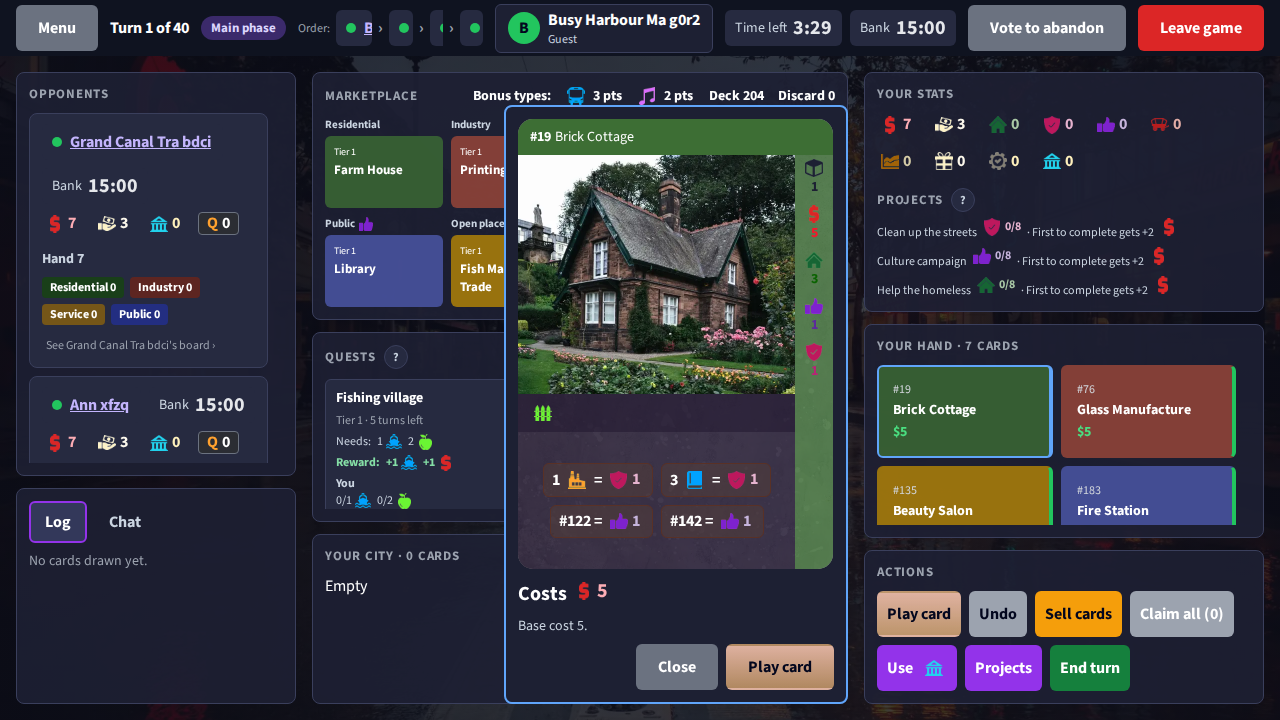 Menu
Turn 1 of 40
Main phase
Order:
B
›
›
›
B
Busy Harbour Ma g0r2
Guest
Time left 3:29
Bank 15:00
Vote to abandon
Leave game
OPPONENTS
Grand Canal Tra bdci
Bank 15:00
7
3
0
Q 0
Hand 7
Residential 0
Industry 0
Service 0
Public 0
See Grand Canal Tra bdci's board ›
Ann xfzq
Bank 15:00
7
3
0
Q 0
Log
Chat
No cards drawn yet.
MARKETPLACE
Bonus types:
3 pts
2 pts
Deck 204
Discard 0
Residential
Industry
Tier 1
Farm House
Tier 1
Printing
Public
Open place
Tier 1
Library
Tier 1
Fish Ma
Trade
QUESTS
?
Fishing village
Tier 1 · 5 turns left
Needs: 1 2
Reward: +1 +1
You
0/1 0/2
YOUR CITY · 0 CARDS
Empty
#19 Brick Cottage
1
5
3
1
1
1 = 1
3 = 1
#122 = 1
#142 = 1
Costs $ 5
Base cost 5.
Close
Play card
YOUR STATS
7
3
0
0
0
0
0
0
0
0
PROJECTS
?
Clean up the streets 0/8 · First to complete gets +2
Culture campaign 0/8 · First to complete gets +2
Help the homeless 0/8 · First to complete gets +2
YOUR HAND · 7 CARDS
#19
Brick Cottage
$5
#76
Glass Manufacture
$5
#135
Beauty Salon
#183
Fire Station
ACTIONS
Play card
Undo
Sell cards
Claim all (0)
Use
Projects
End turn